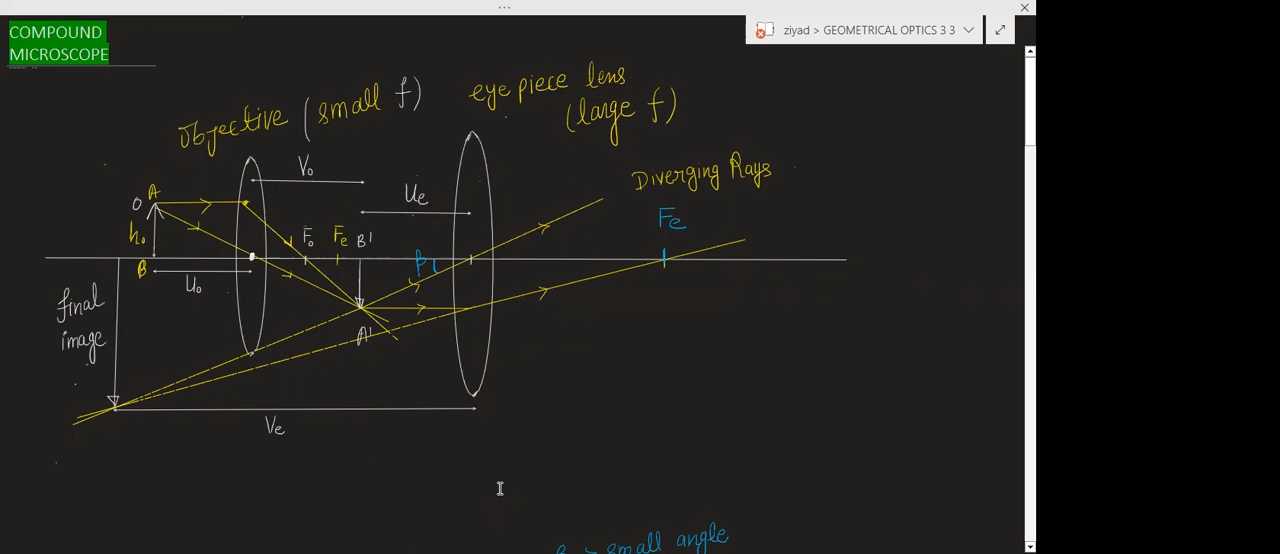 COMPOUND
MICROSCOPE
ziyad > GEOMETRICAL OPTICS 3 3
objective (small f)
eye piece lens
(large f)
Diverging Rays
V₀
Ue
O A
h₀
B
U₀
F₀
Fe
B'
β
Fe
A'
final
image
Ve
small angle